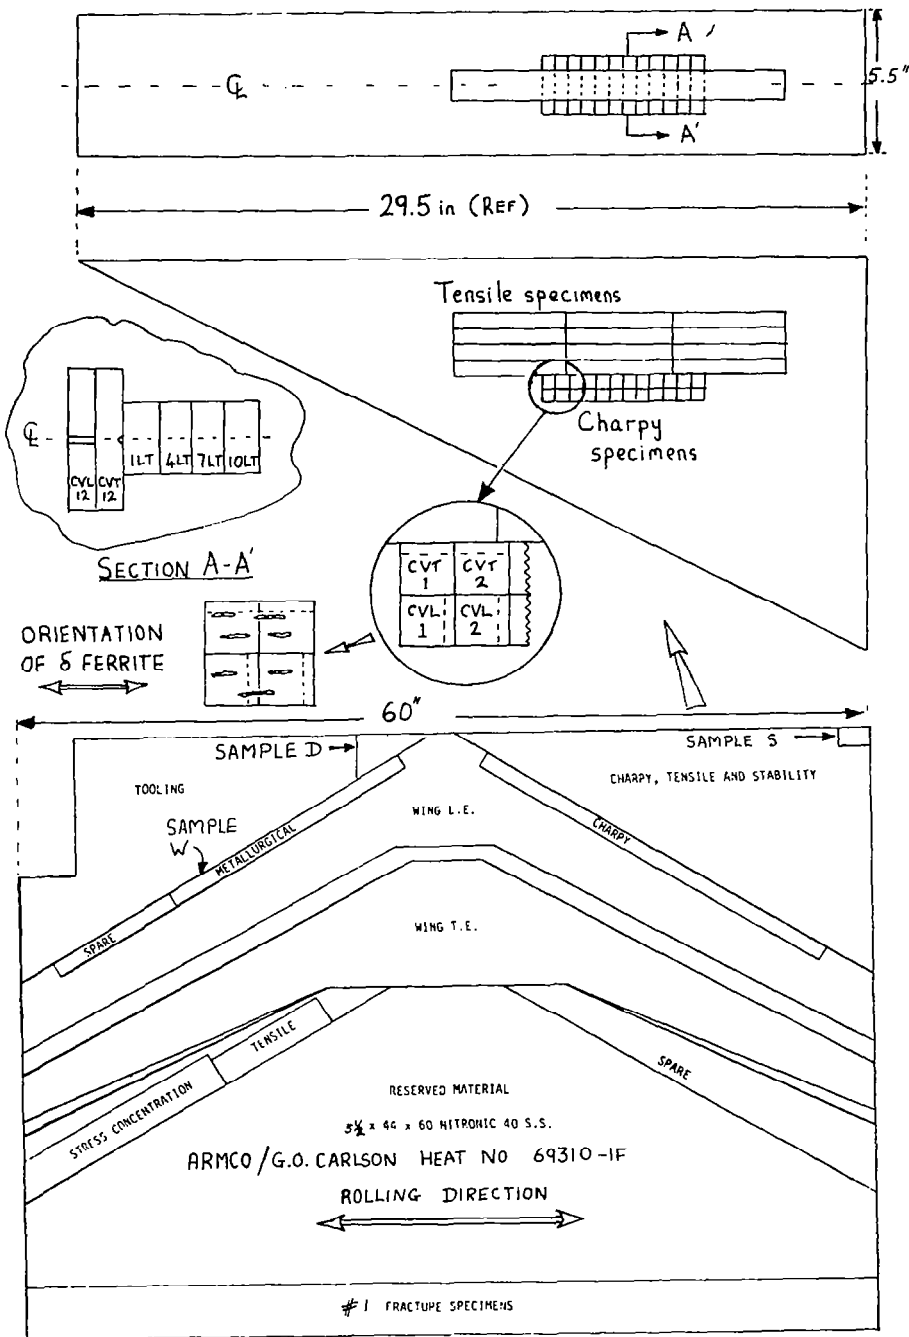 A
5.5"
℄
A'
29.5 in (REF)
Tensile specimens
℄
1LT 4LT 7LT 10LT
CVL 12
CVT 12
Charpy
specimens
SECTION A-A'
CVT 1
CVT 2
CVL 1
CVL 2
ORIENTATION
OF δ FERRITE
60"
SAMPLE D
SAMPLE S
TOOLING
CHARPY, TENSILE AND STABILITY
SAMPLE
W
METALLURGICAL
WING L.E.
CHARPY
SPARE
WING T.E.
TENSILE
STRESS CONCENTRATION
SPARE
RESERVED MATERIAL
5½ x 44 x 60 NITRONIC 40 S.S.
ARMCO/G.O. CARLSON HEAT NO 69310-1F
ROLLING DIRECTION
#1 FRACTURE SPECIMENS